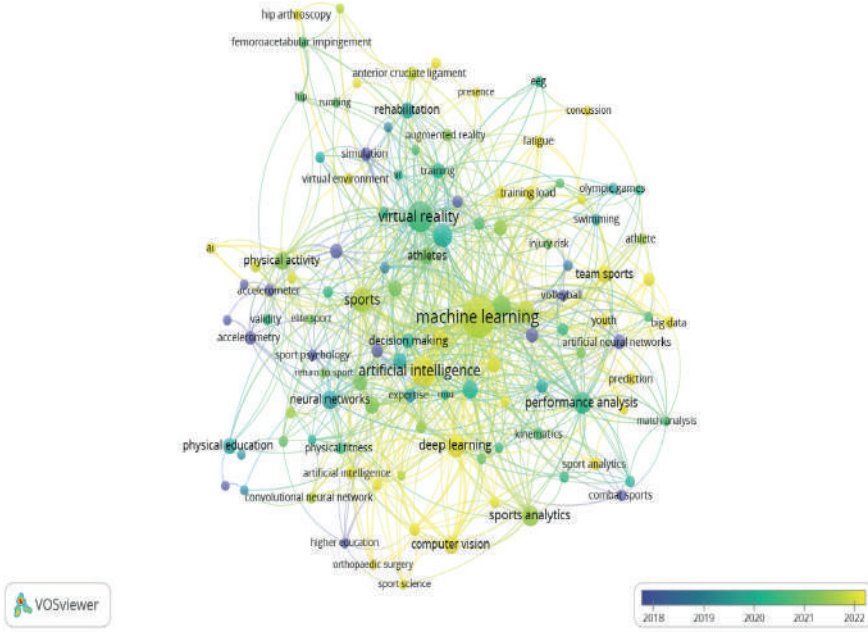 hip arthroscopy
femoroacetabular impingement
anterior cruciate ligament
eeg
presence
hip
running
rehabilitation
concussion
augmented reality
fatigue
simulation
training
virtual environment
training load
olympic games
virtual reality
swimming
athlete
ai
physical activity
athletes
injury risk
team sports
accelerometer
sports
volleyball
validity
elite sport
machine learning
youth
big data
accelerometry
decision making
artificial neural networks
sport psychology
return to sport
artificial intelligence
prediction
neural networks
expertise
performance analysis
match analysis
physical education
physical fitness
deep learning
kinematics
artificial intelligence
sport analytics
convolutional neural network
combat sports
sports analytics
higher education
computer vision
orthopaedic surgery
sport science
VOSviewer
2018 2019 2020 2021 2022